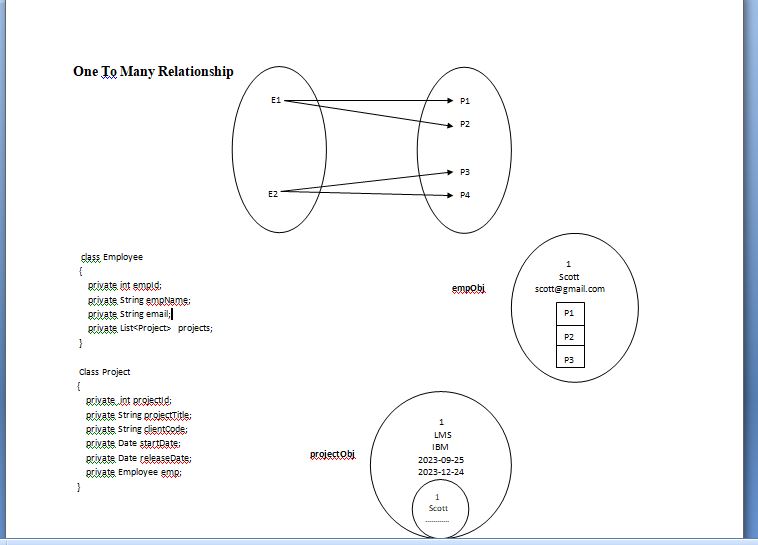 One To Many Relationship
E1
P1
P2
P3
E2
P4
class Employee
{
private int empId;
private String empName;
private String email;
private List<Project> projects;
}
empObj
1
Scott
scott@gmail.com
P1
P2
P3
Class Project
{
private int projectId;
private String projectTitle;
private String clientCode;
private Date startDate;
private Date releaseDate;
private Employee emp;
}
projectObj
1
LMS
IBM
2023-09-25
2023-12-24
1
Scott
............